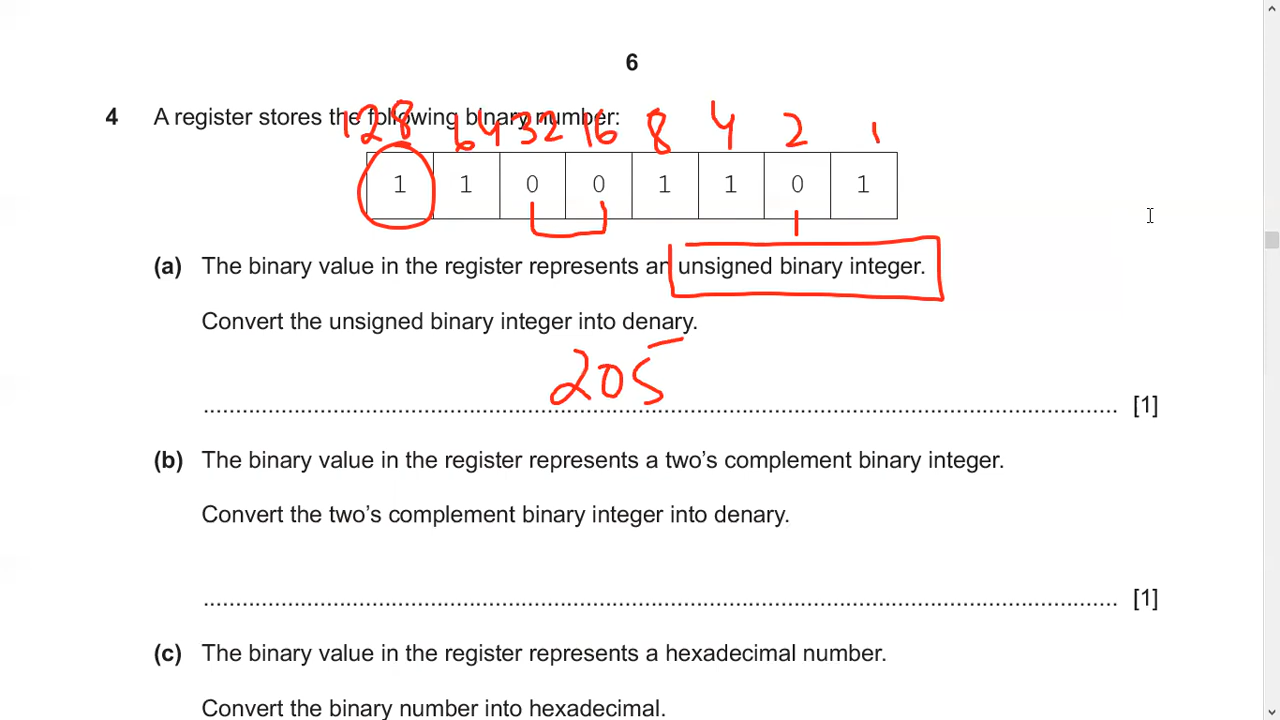 6
4 A register stores the following binary number:
128 64 32 16 8 4 2 1
1 1 0 0 1 1 0 1
(a) The binary value in the register represents an unsigned binary integer.
Convert the unsigned binary integer into denary.
205
.......................................................................................................................................... [1]
(b) The binary value in the register represents a two's complement binary integer.
Convert the two's complement binary integer into denary.
.......................................................................................................................................... [1]
(c) The binary value in the register represents a hexadecimal number.
Convert the binary number into hexadecimal.